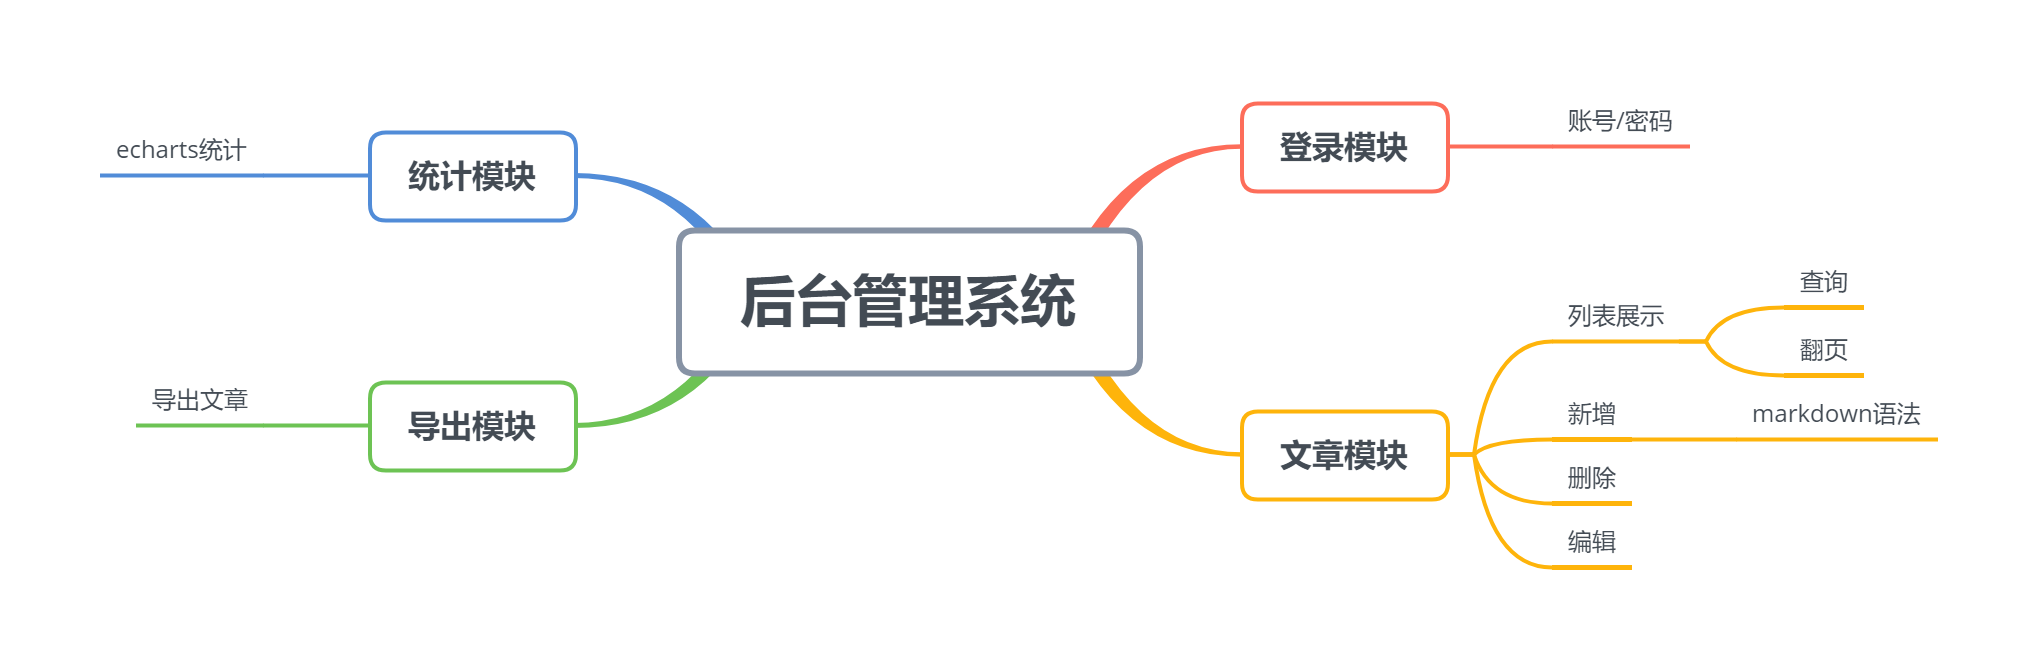 后台管理系统
登录模块
账号/密码
文章模块
列表展示
查询
翻页
新增
markdown语法
删除
编辑
统计模块
echarts统计
导出模块
导出文章